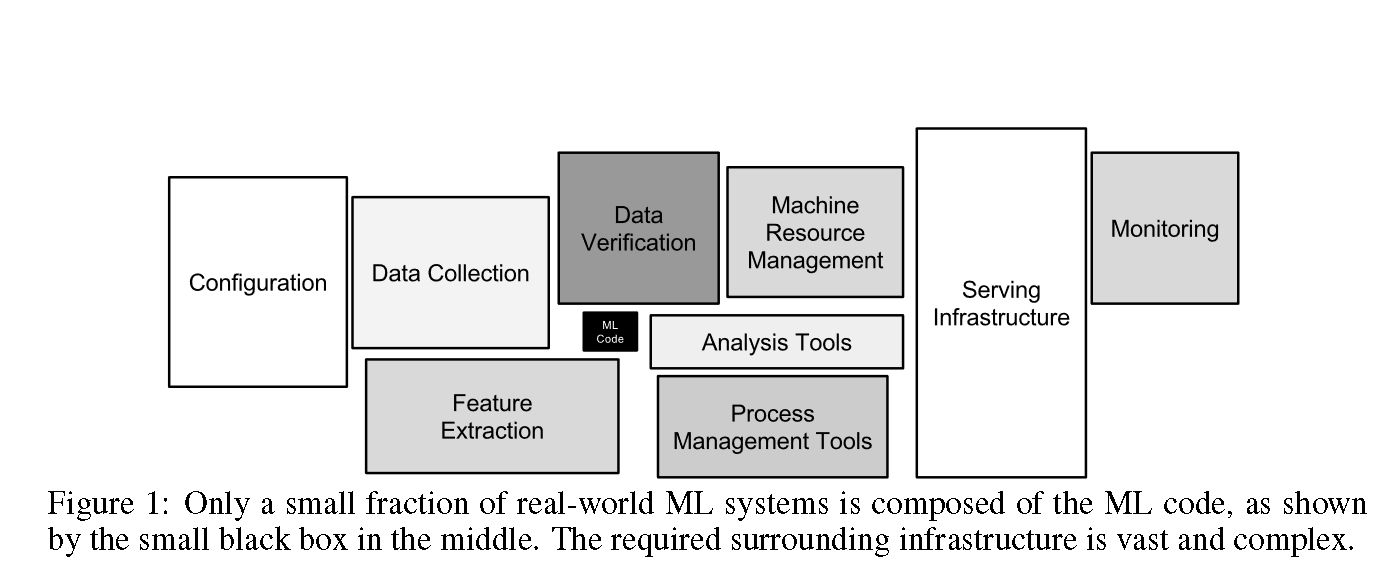 Configuration
Data Collection
Data
Verification
Machine
Resource
Management
Serving
Infrastructure
Monitoring
ML
Code
Analysis Tools
Feature
Extraction
Process
Management Tools
Figure 1: Only a small fraction of real-world ML systems is composed of the ML code, as shown
by the small black box in the middle. The required surrounding infrastructure is vast and complex.